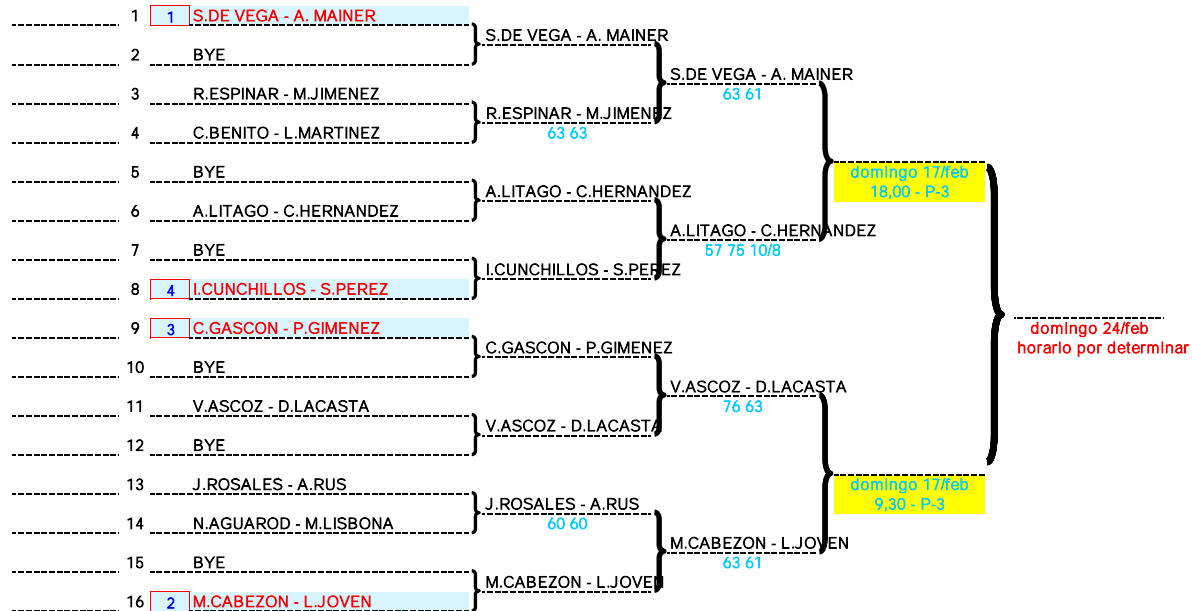 1 1 S.DE VEGA - A. MAINER
S.DE VEGA - A. MAINER
2 BYE
S.DE VEGA - A. MAINER
63 61
3 R.ESPINAR - M.JIMENEZ
R.ESPINAR - M.JIMENEZ
63 63
4 C.BENITO - L.MARTINEZ
domingo 17/feb
18,00 - P-3
5 BYE
A.LITAGO - C.HERNANDEZ
6 A.LITAGO - C.HERNANDEZ
A.LITAGO - C.HERNANDEZ
57 75 10/8
7 BYE
I.CUNCHILLOS - S.PEREZ
8 4 I.CUNCHILLOS - S.PEREZ
domingo 24/feb
horario por determinar
9 3 C.GASCON - P.GIMENEZ
C.GASCON - P.GIMENEZ
10 BYE
V.ASCOZ - D.LACASTA
76 63
11 V.ASCOZ - D.LACASTA
V.ASCOZ - D.LACASTA
12 BYE
domingo 17/feb
9,30 - P-3
13 J.ROSALES - A.RUS
J.ROSALES - A.RUS
60 60
14 N.AGUAROD - M.LISBONA
M.CABEZON - L.JOVEN
63 61
15 BYE
M.CABEZON - L.JOVEN
16 2 M.CABEZON - L.JOVEN